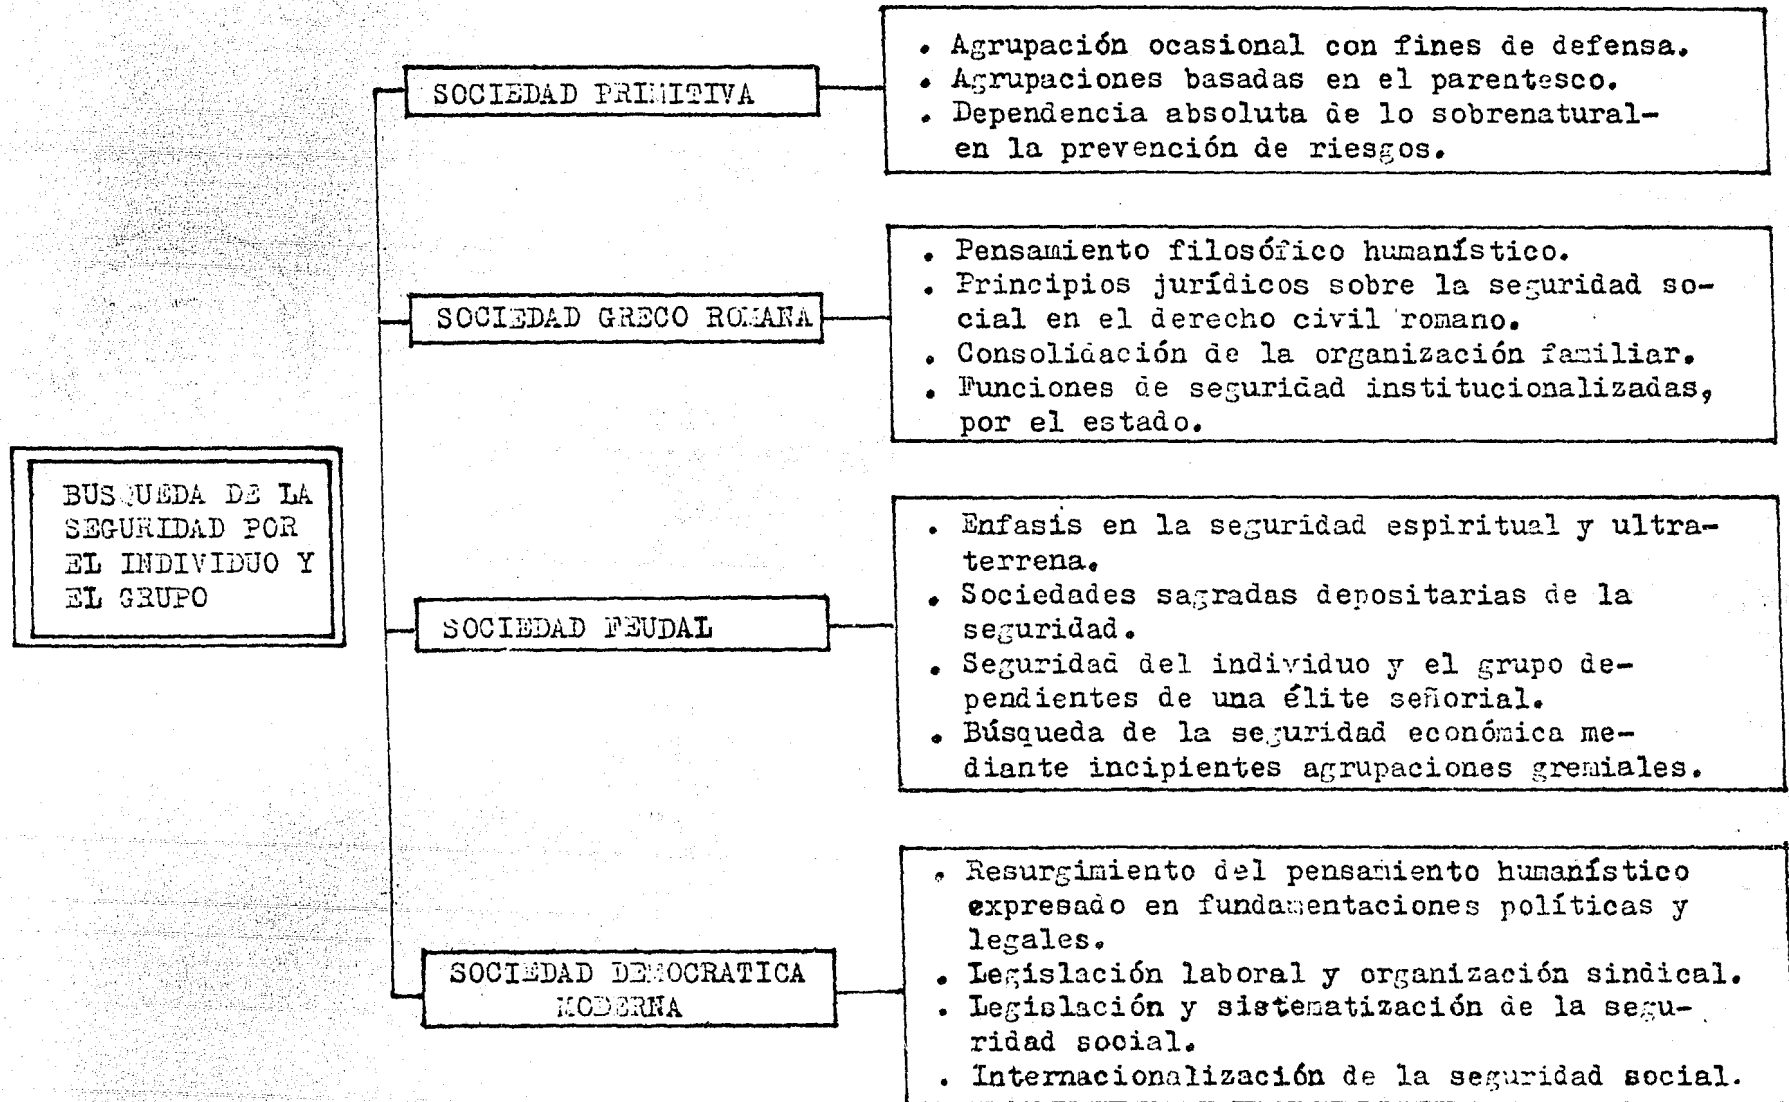 BUSQUEDA DE LA
SEGURIDAD POR
EL INDIVIDUO Y
EL GRUPO
SOCIEDAD PRIMITIVA
. Agrupación ocasional con fines de defensa.
. Agrupaciones basadas en el parentesco.
. Dependencia absoluta de lo sobrenatural-
en la prevención de riesgos.
SOCIEDAD GRECO ROMANA
. Pensamiento filosófico humanístico.
. Principios jurídicos sobre la seguridad so-
cial en el derecho civil romano.
. Consolidación de la organización familiar.
. Funciones de seguridad institucionalizadas,
por el estado.
SOCIEDAD FEUDAL
. Enfasis en la seguridad espiritual y ultra-
terrena.
. Sociedades sagradas depositarias de la
seguridad.
. Seguridad del individuo y el grupo de-
pendientes de una élite señorial.
. Búsqueda de la seguridad económica me-
diante incipientes agrupaciones gremiales.
SOCIEDAD DEMOCRATICA
MODERNA
. Resurgimiento del pensamiento humanístico
expresado en fundamentaciones políticas y
legales.
. Legislación laboral y organización sindical.
. Legislación y sistematización de la segu-
ridad social.
. Internacionalización de la seguridad social.